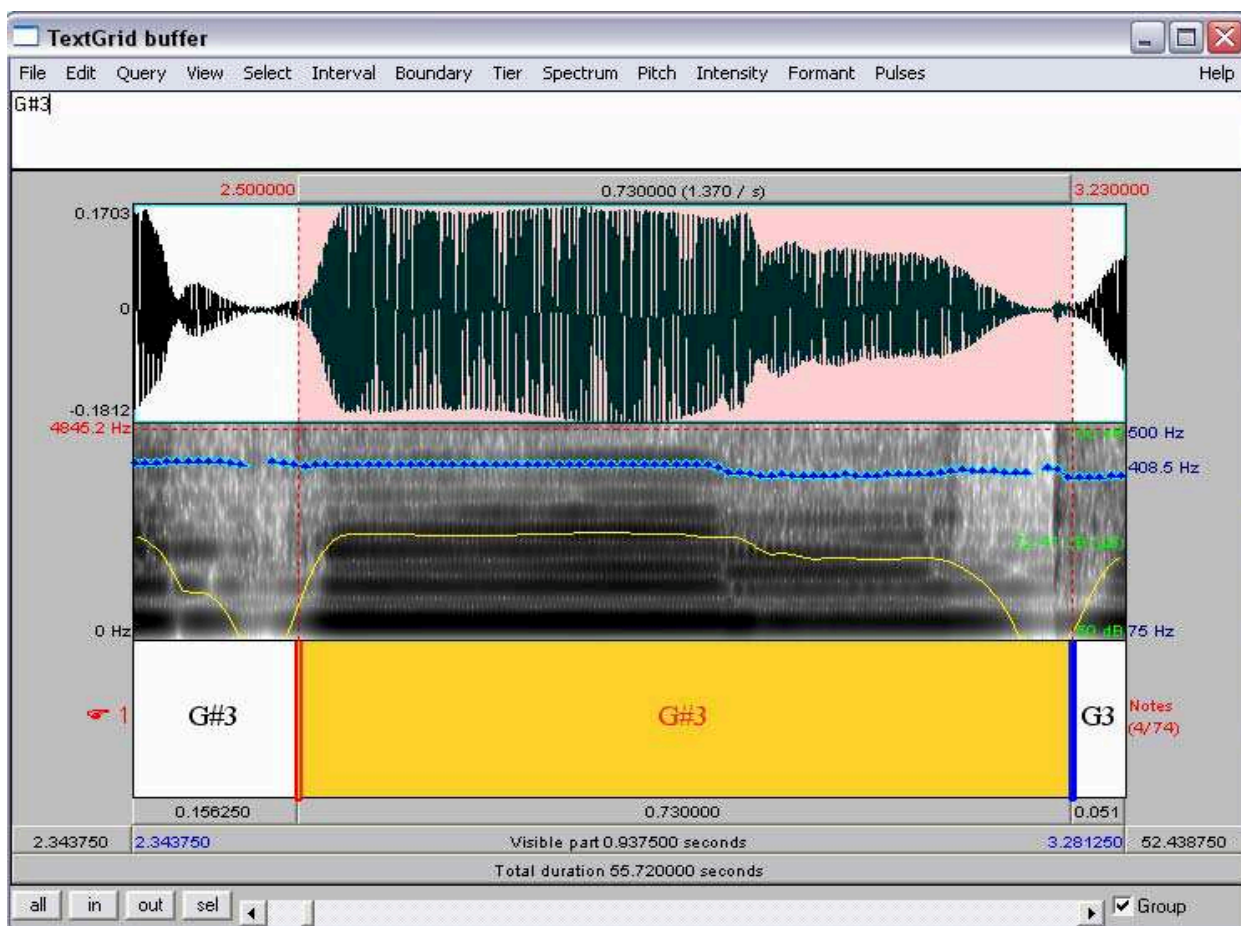 TextGrid buffer
File Edit Query View Select Interval Boundary Tier Spectrum Pitch Intensity Formant Pulses Help
G#3
2.500000 0.730000 (1.370 / s) 3.230000
0.1703
0
-0.1812
4845.2 Hz 500 Hz
408.5 Hz
0 Hz 50 dB 75 Hz
1 G#3 G#3 G3 Notes
(4/74)
0.156250 0.730000 0.051
2.343750 2.343750 Visible part 0.937500 seconds 3.281250 52.438750
Total duration 55.720000 seconds
all in out sel Group